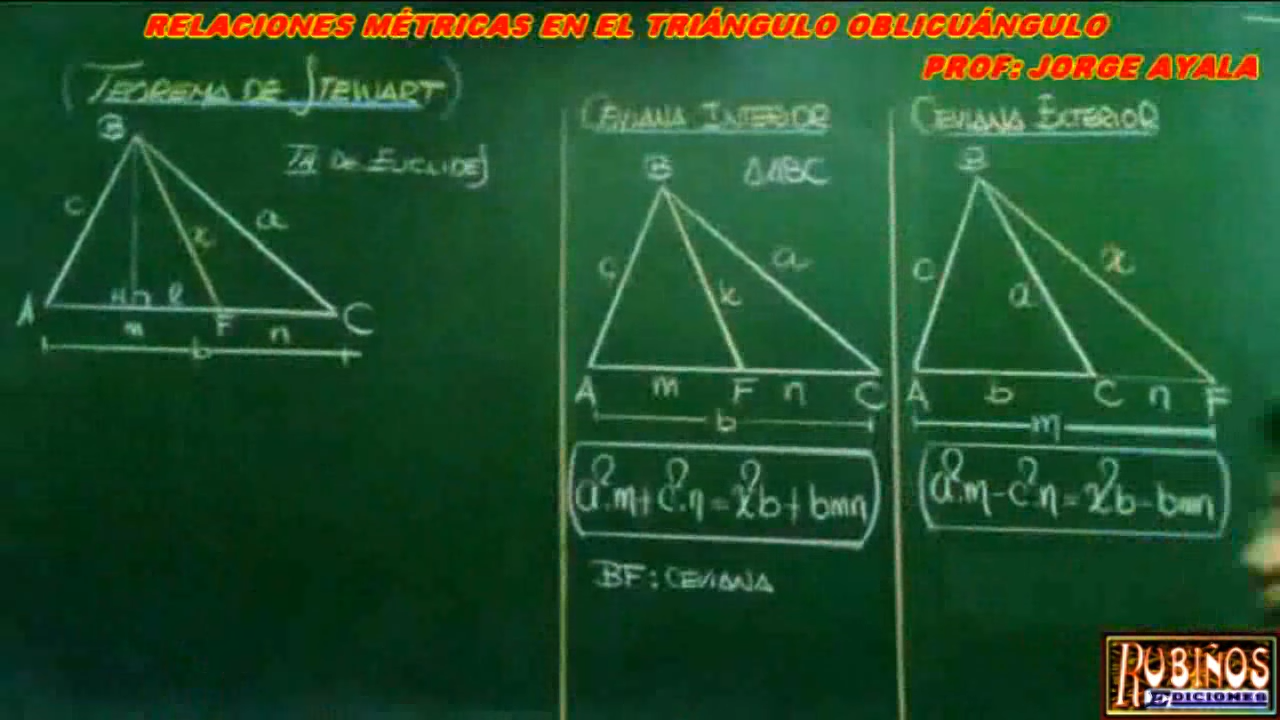 RELACIONES MÉTRICAS EN EL TRIÁNGULO OBLICUÁNGULO
PROF: JORGE AYALA
(TEOREMA DE STEWART)
TH DE EUCLIDES
B
c
x
a
A
H
l
F
C
m
n
b
CEVIANA INTERIOR
B
ΔABC
c
x
a
A
m
F
n
C
b
a².m+c².n=x²b+bmn
BF: CEVIANA
CEVIANA EXTERIOR
B
c
a
x
A
b
C
n
F
m
a².m-c².n=x²b-bmn
RUBIÑOS
EDICIONES